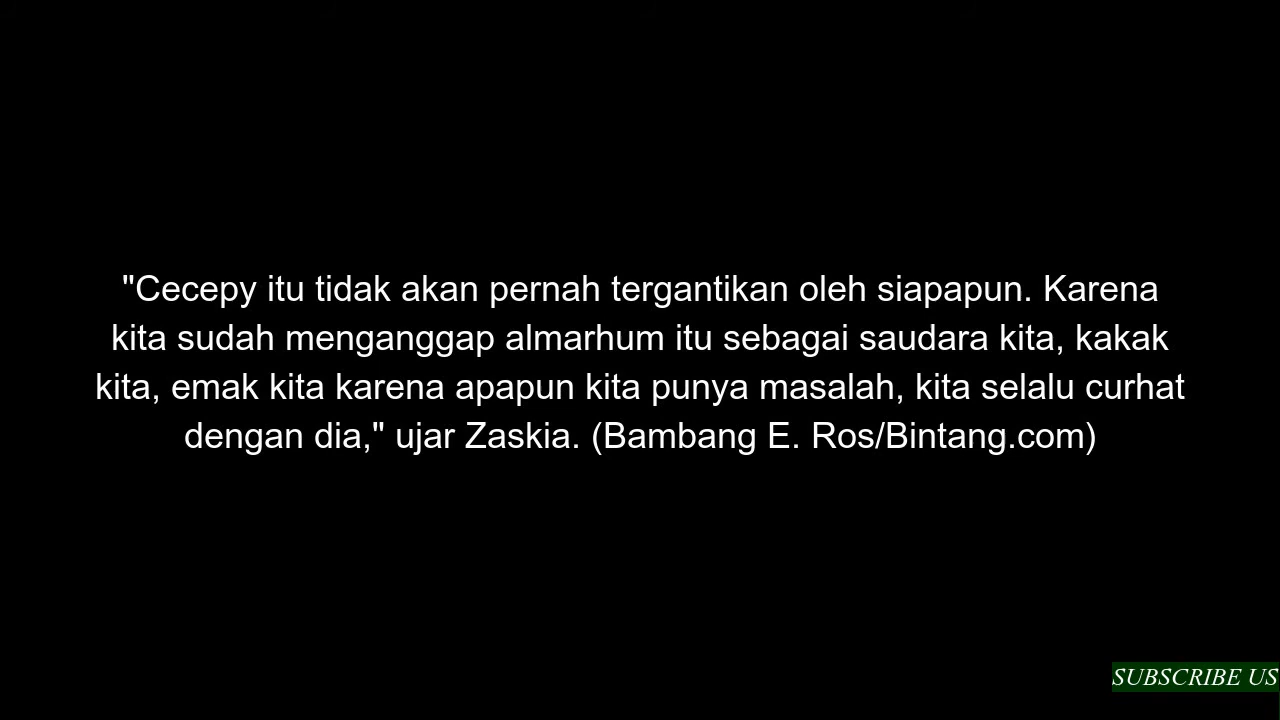 "Cecepy itu tidak akan pernah tergantikan oleh siapapun. Karena
kita sudah menganggap almarhum itu sebagai saudara kita, kakak
kita, emak kita karena apapun kita punya masalah, kita selalu curhat
dengan dia," ujar Zaskia. (Bambang E. Ros/Bintang.com)
SUBSCRIBE US